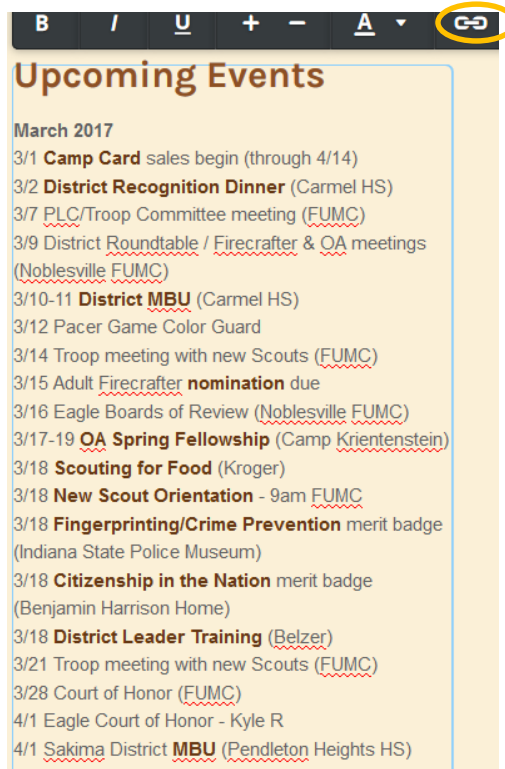 B I U + − A
Upcoming Events
March 2017
3/1 Camp Card sales begin (through 4/14)
3/2 District Recognition Dinner (Carmel HS)
3/7 PLC/Troop Committee meeting (FUMC)
3/9 District Roundtable / Firecrafter & OA meetings
(Noblesville FUMC)
3/10-11 District MBU (Carmel HS)
3/12 Pacer Game Color Guard
3/14 Troop meeting with new Scouts (FUMC)
3/15 Adult Firecrafter nomination due
3/16 Eagle Boards of Review (Noblesville FUMC)
3/17-19 OA Spring Fellowship (Camp Krientenstein)
3/18 Scouting for Food (Kroger)
3/18 New Scout Orientation - 9am FUMC
3/18 Fingerprinting/Crime Prevention merit badge
(Indiana State Police Museum)
3/18 Citizenship in the Nation merit badge
(Benjamin Harrison Home)
3/18 District Leader Training (Belzer)
3/21 Troop meeting with new Scouts (FUMC)
3/28 Court of Honor (FUMC)
4/1 Eagle Court of Honor - Kyle R
4/1 Sakima District MBU (Pendleton Heights HS)